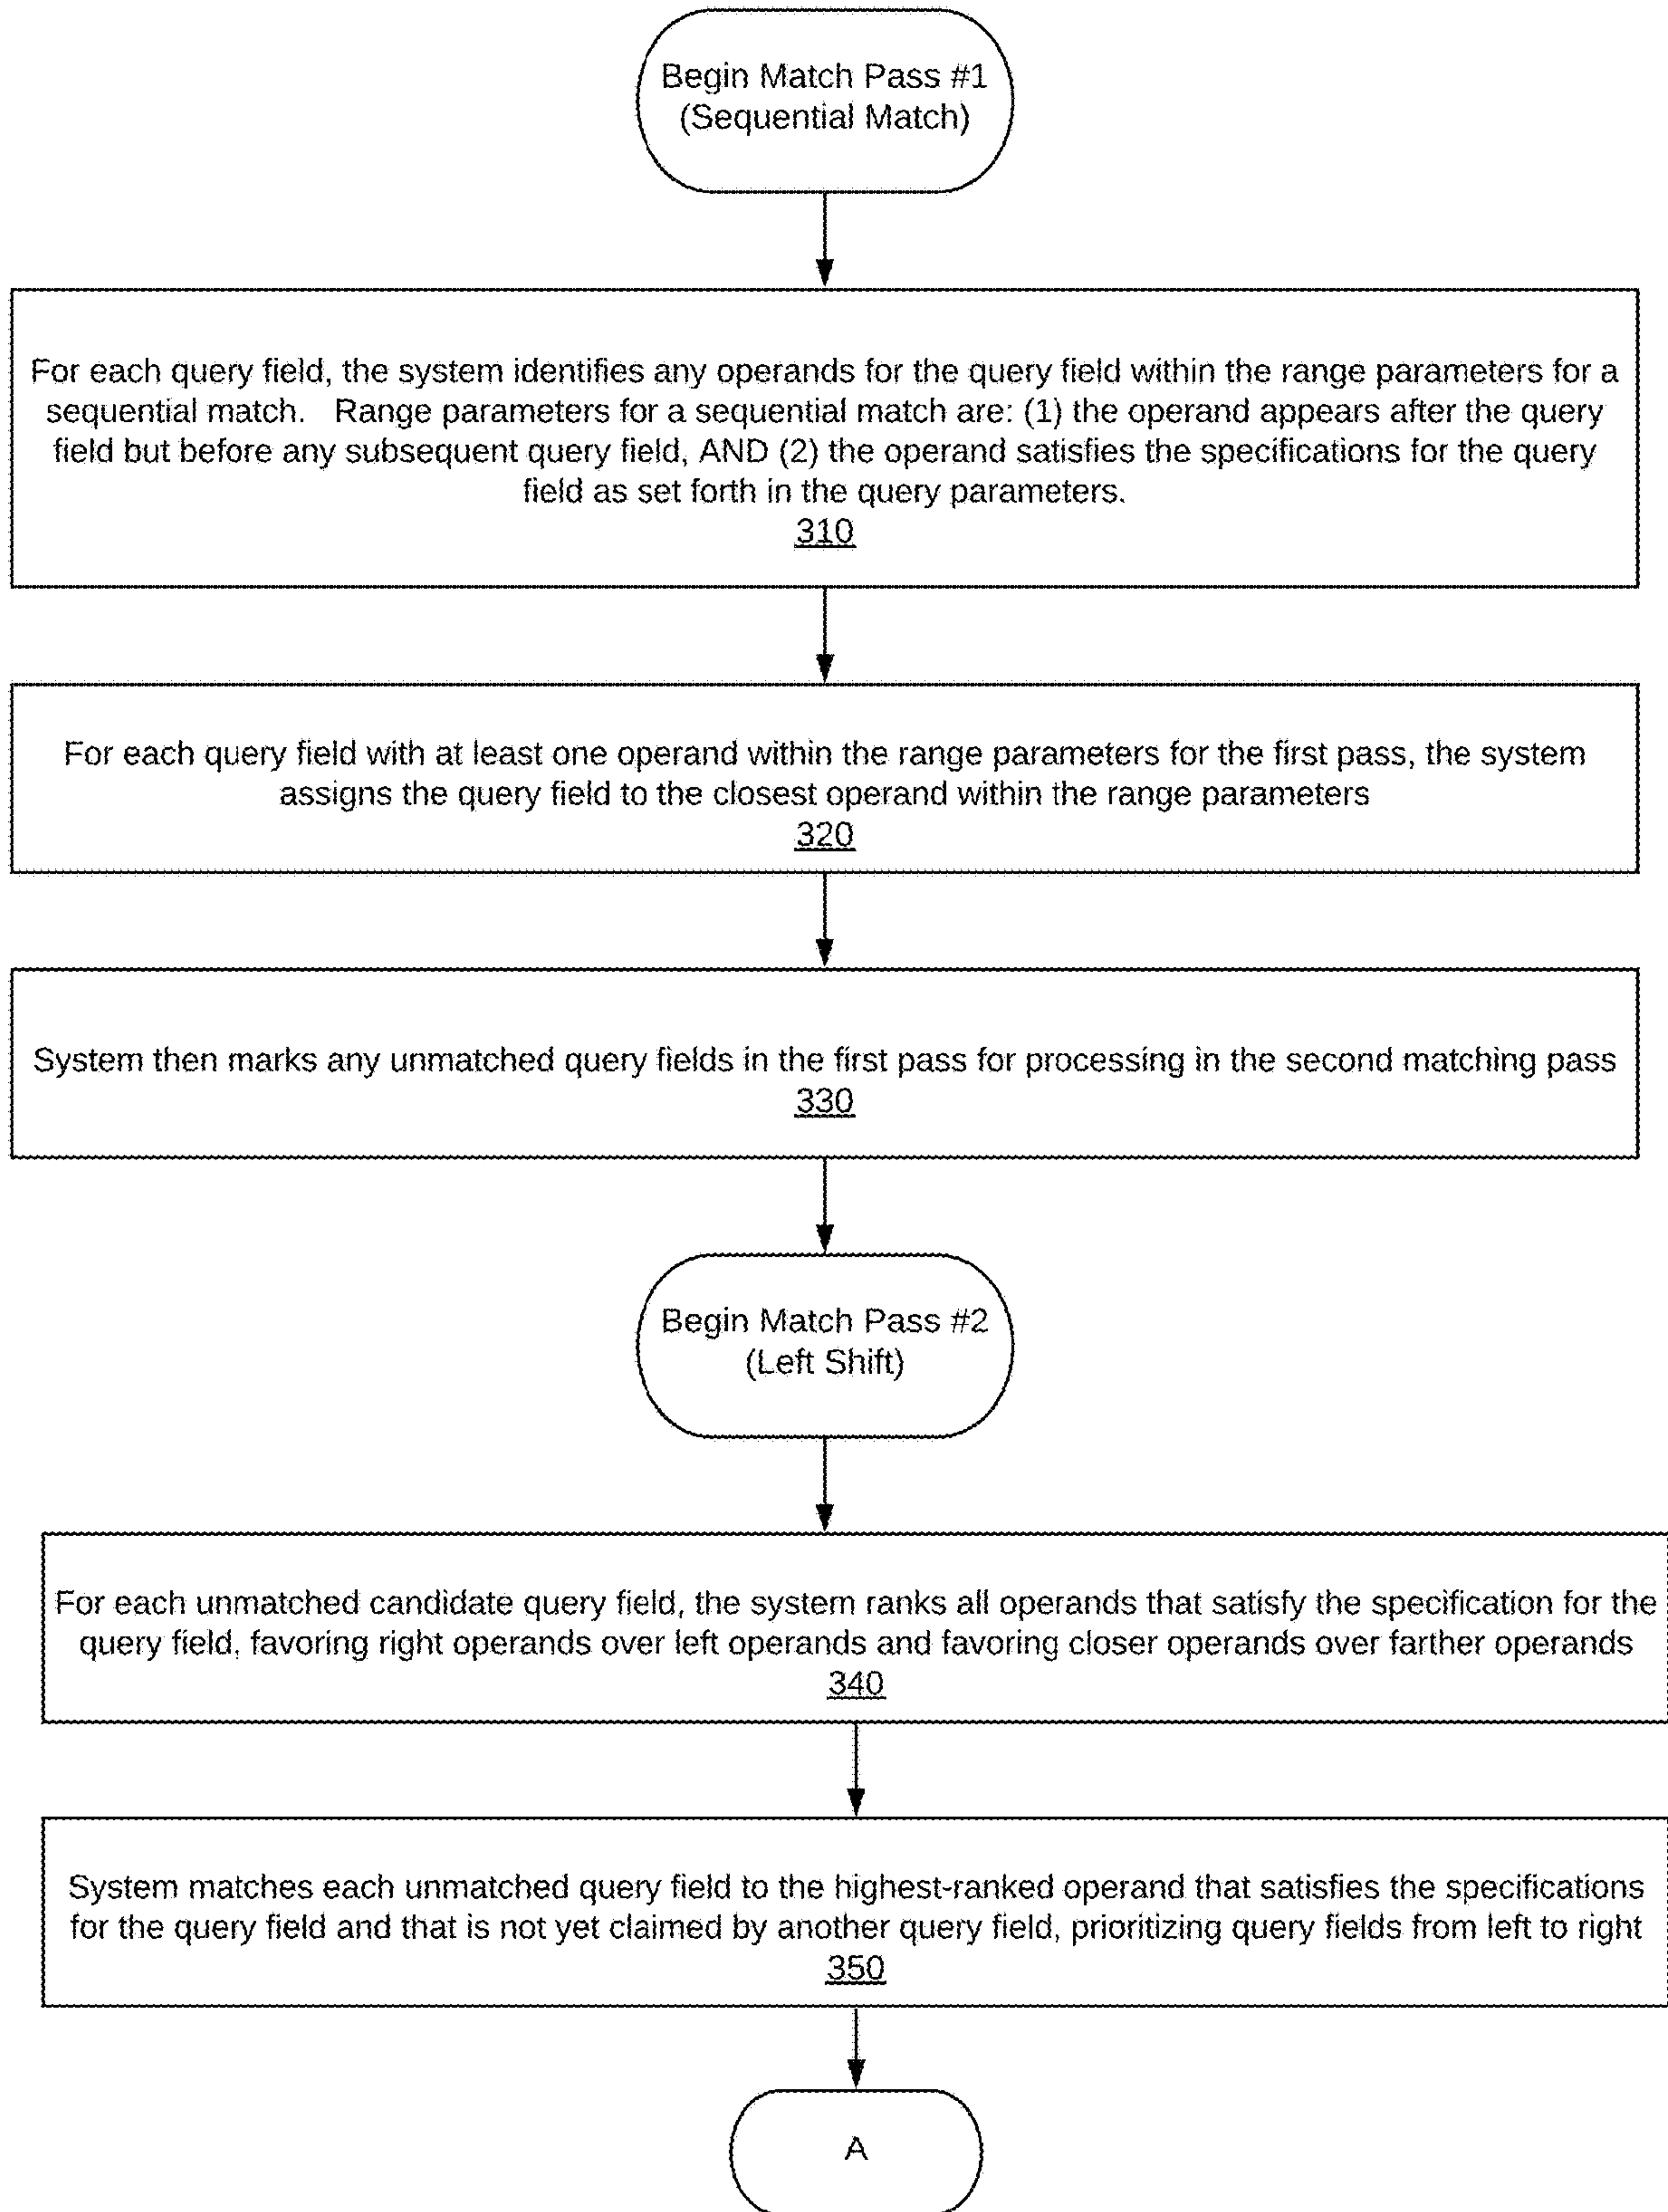 Begin Match Pass #1
(Sequential Match)
For each query field, the system identifies any operands for the query field within the range parameters for a
sequential match. Range parameters for a sequential match are: (1) the operand appears after the query
field but before any subsequent query field, AND (2) the operand satisfies the specifications for the query
field as set forth in the query parameters.
310
For each query field with at least one operand within the range parameters for the first pass, the system
assigns the query field to the closest operand within the range parameters
320
System then marks any unmatched query fields in the first pass for processing in the second matching pass
330
Begin Match Pass #2
(Left Shift)
For each unmatched candidate query field, the system ranks all operands that satisfy the specification for the
query field, favoring right operands over left operands and favoring closer operands over farther operands
340
System matches each unmatched query field to the highest-ranked operand that satisfies the specifications
for the query field and that is not yet claimed by another query field, prioritizing query fields from left to right
350
A